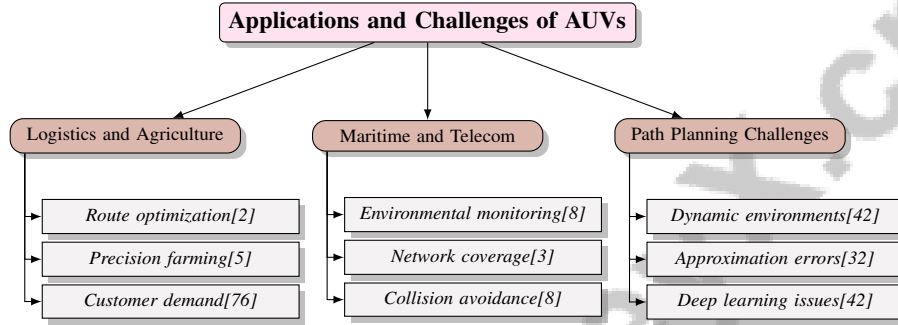 Applications and Challenges of AUVs
Logistics and Agriculture
Maritime and Telecom
Path Planning Challenges
Route optimization[2]
Precision farming[5]
Customer demand[76]
Environmental monitoring[8]
Network coverage[3]
Collision avoidance[8]
Dynamic environments[42]
Approximation errors[32]
Deep learning issues[42]